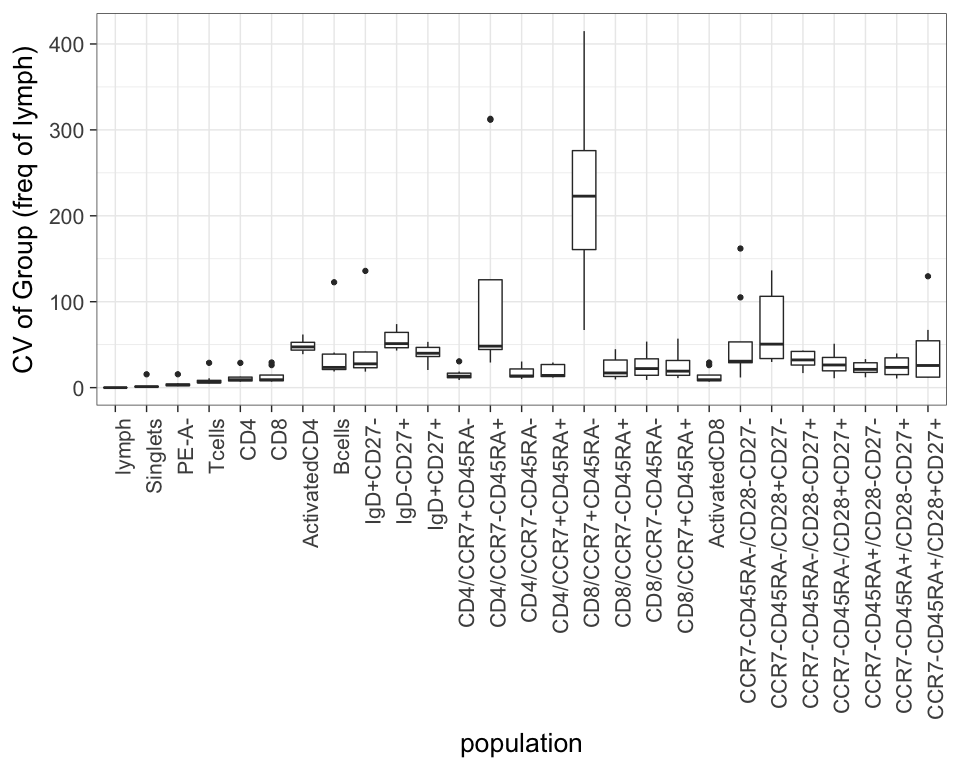 CV of Group (freq of lymph)
400
300
200
100
0
lymph
Singlets
PE-A-
Tcells
CD4
CD8
ActivatedCD4
Bcells
IgD+CD27-
IgD-CD27+
IgD+CD27+
CD4/CCR7+CD45RA-
CD4/CCR7-CD45RA+
CD4/CCR7-CD45RA-
CD4/CCR7+CD45RA+
CD8/CCR7+CD45RA-
CD8/CCR7-CD45RA+
CD8/CCR7-CD45RA-
CD8/CCR7+CD45RA+
ActivatedCD8
CCR7-CD45RA-/CD28-CD27-
CCR7-CD45RA-/CD28+CD27-
CCR7-CD45RA-/CD28-CD27+
CCR7-CD45RA-/CD28+CD27+
CCR7-CD45RA+/CD28-CD27-
CCR7-CD45RA+/CD28-CD27+
CCR7-CD45RA+/CD28+CD27+
population